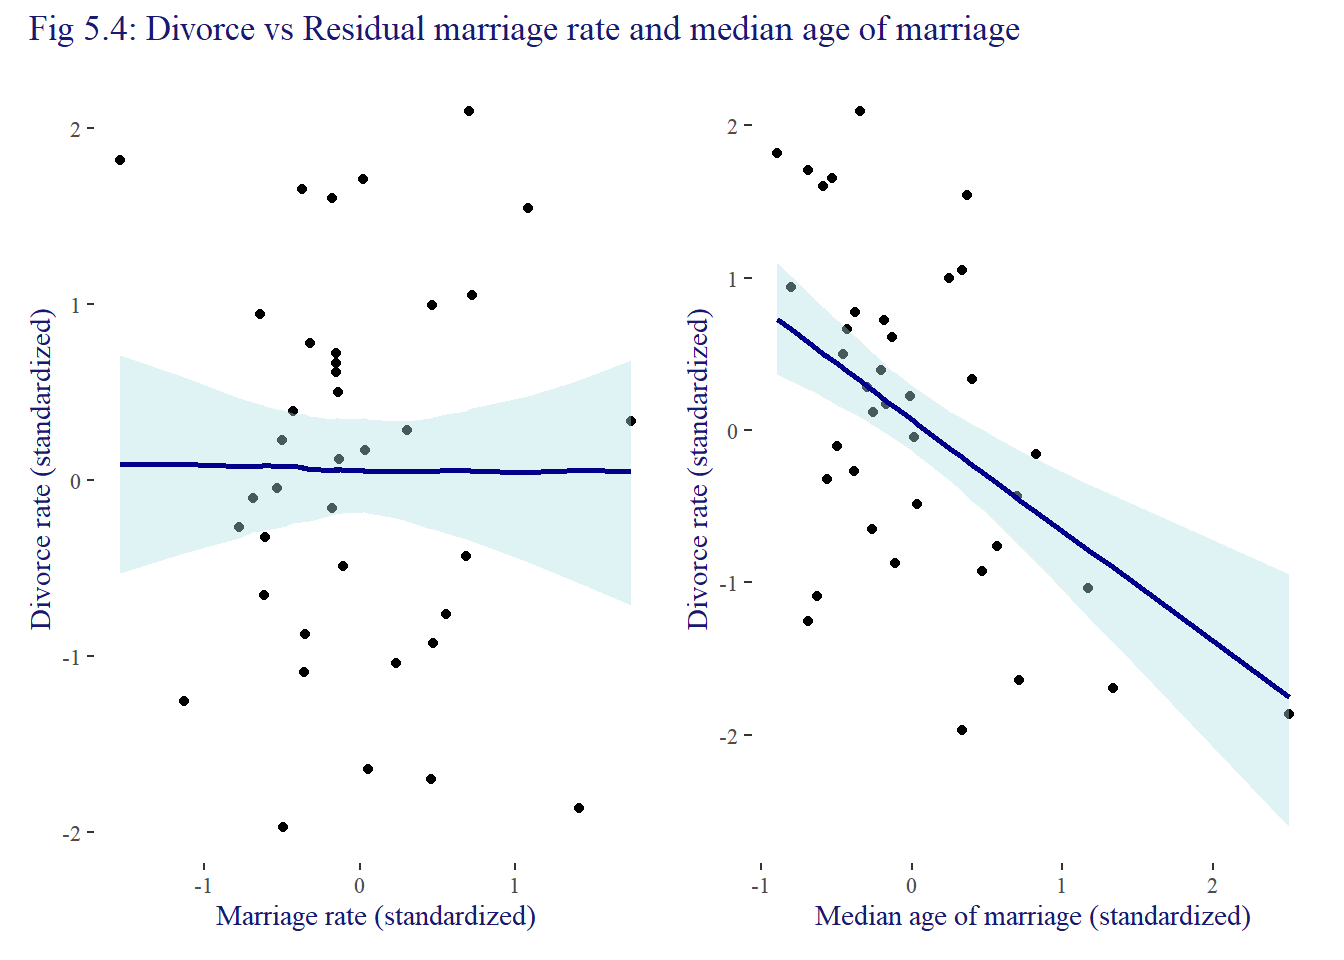 Fig 5.4: Divorce vs Residual marriage rate and median age of marriage
Divorce rate (standardized)
2
1
0
-1
-2
-1 0 1
Marriage rate (standardized)
Divorce rate (standardized)
2
1
0
-1
-2
-1 0 1 2
Median age of marriage (standardized)